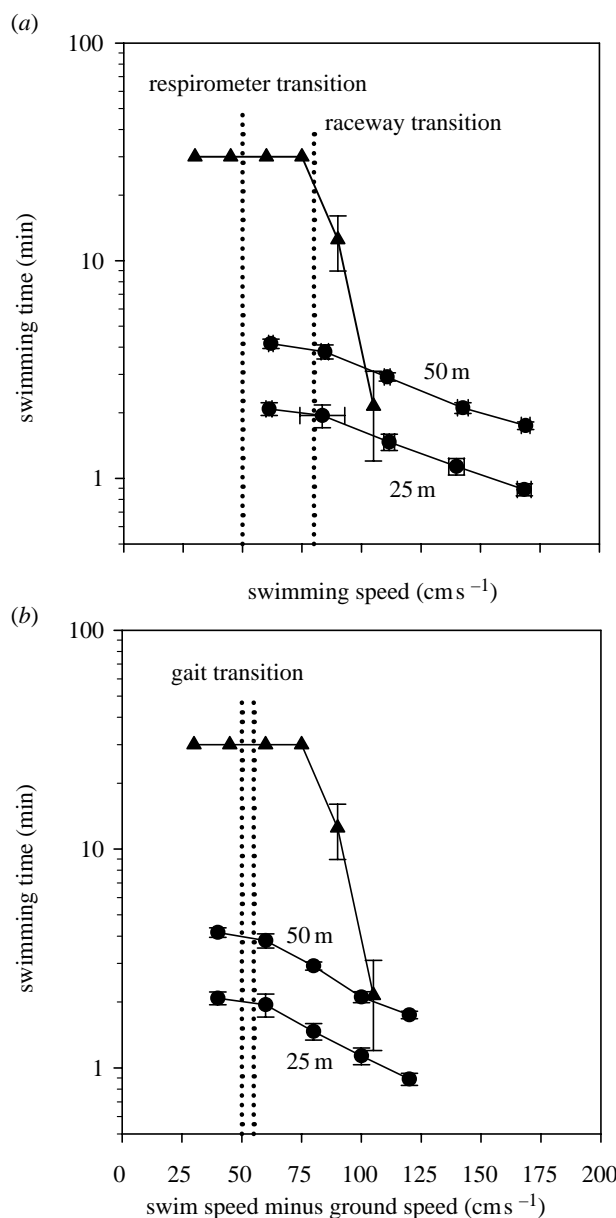 (a)
100
respirometer transition
raceway transition
10
50 m
25 m
1
swimming time (min)
swimming speed (cm s −1)
(b)
100
gait transition
10
50 m
25 m
1
swimming time (min)
0 25 50 75 100 125 150 175 200
swim speed minus ground speed (cm s −1)